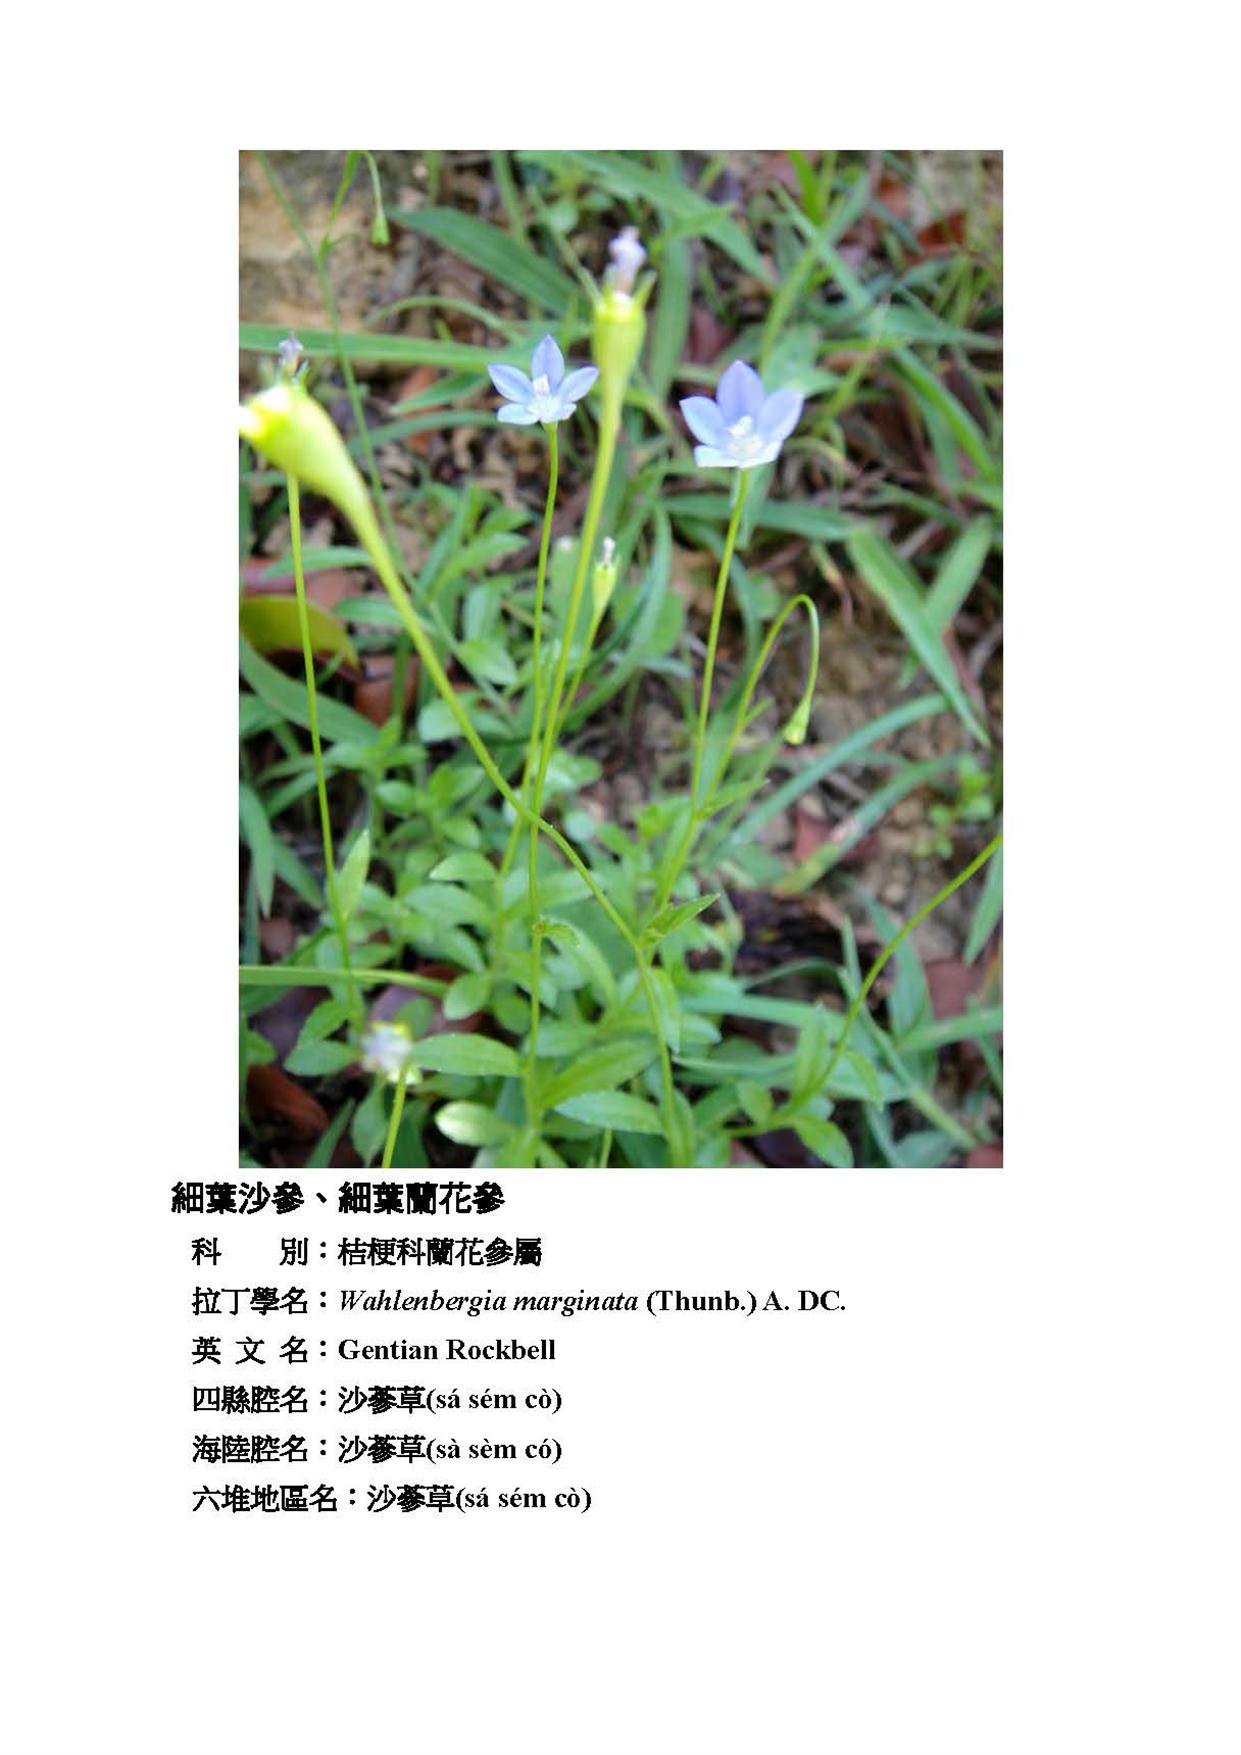 細葉沙參、細葉蘭花參
科　　別：桔梗科蘭花參屬
拉丁學名：Wahlenbergia marginata (Thunb.) A. DC.
英 文 名：Gentian Rockbell
四縣腔名：沙蔘草(sá sém cò)
海陸腔名：沙蔘草(sà sèm có)
六堆地區名：沙蔘草(sá sém cò)